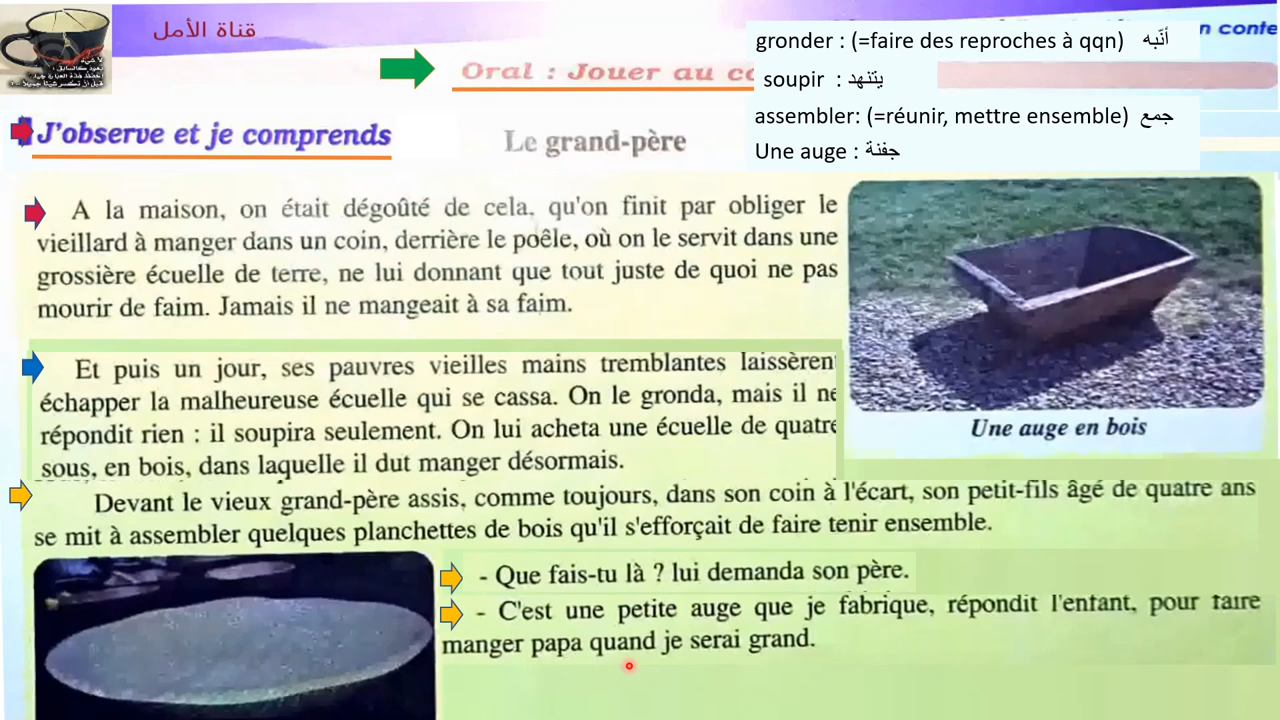 قناة الأمل
n conte
Oral : Jouer au co
gronder : (=faire des reproches à qqn) أنّبه
soupir : يتنهد
assembler: (=réunir, mettre ensemble) جمع
Une auge : جفنة
J'observe et je comprends
Le grand-père
A la maison, on était dégoûté de cela, qu'on finit par obliger le
vieillard à manger dans un coin, derrière le poêle, où on le servit dans une
grossière écuelle de terre, ne lui donnant que tout juste de quoi ne pas
mourir de faim. Jamais il ne mangeait à sa faim.
Et puis un jour, ses pauvres vieilles mains tremblantes laissèren
échapper la malheureuse écuelle qui se cassa. On le gronda, mais il ne
répondit rien : il soupira seulement. On lui acheta une écuelle de quatre
sous, en bois, dans laquelle il dut manger désormais.
Une auge en bois
Devant le vieux grand-père assis, comme toujours, dans son coin à l'écart, son petit-fils âgé de quatre ans
se mit à assembler quelques planchettes de bois qu'il s'efforçait de faire tenir ensemble.
- Que fais-tu là ? lui demanda son père.
- C'est une petite auge que je fabrique, répondit l'enfant, pour faire
manger papa quand je serai grand.